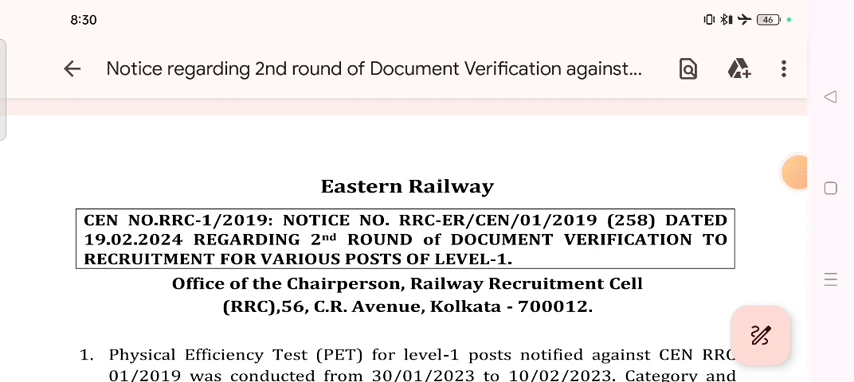 8:30
46
Notice regarding 2nd round of Document Verification against...
Eastern Railway
CEN NO.RRC-1/2019: NOTICE NO. RRC-ER/CEN/01/2019 (258) DATED
19.02.2024 REGARDING 2nd ROUND of DOCUMENT VERIFICATION TO
RECRUITMENT FOR VARIOUS POSTS OF LEVEL-1.
Office of the Chairperson, Railway Recruitment Cell
(RRC),56, C.R. Avenue, Kolkata - 700012.
1. Physical Efficiency Test (PET) for level-1 posts notified against CEN RRC
01/2019 was conducted from 30/01/2023 to 10/02/2023. Category and